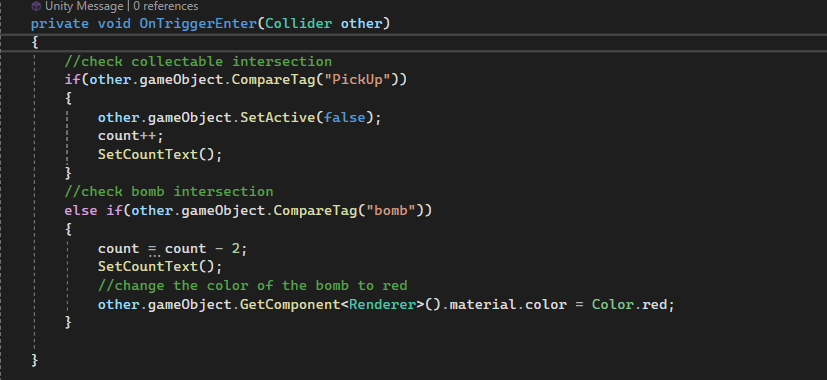 Unity Message | 0 references
private void OnTriggerEnter(Collider other)
{
//check collectable intersection
if(other.gameObject.CompareTag("PickUp"))
{
other.gameObject.SetActive(false);
count++;
SetCountText();
}
//check bomb intersection
else if(other.gameObject.CompareTag("bomb"))
{
count = count - 2;
SetCountText();
//change the color of the bomb to red
other.gameObject.GetComponent<Renderer>().material.color = Color.red;
}
}